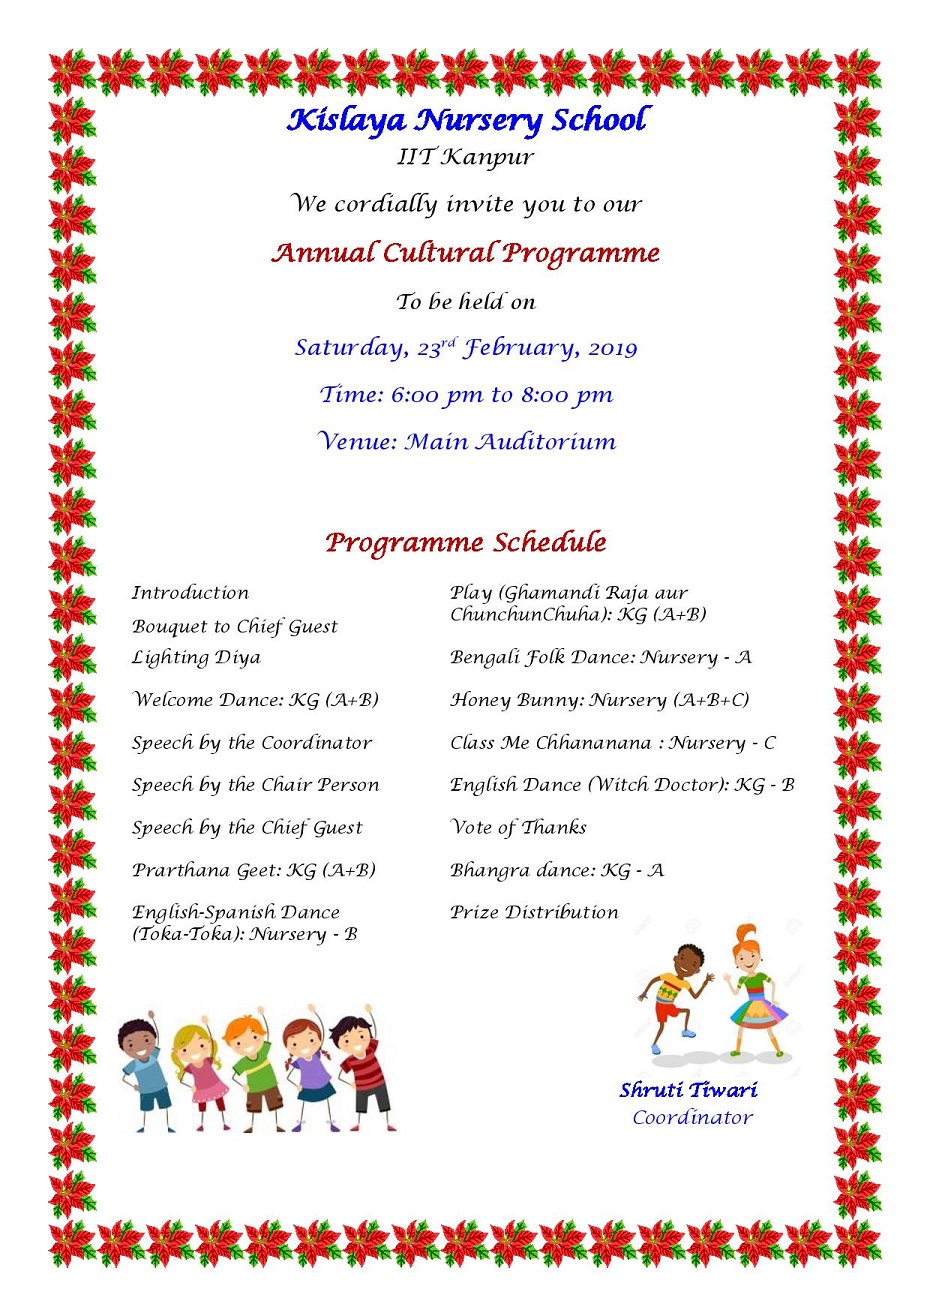 Kislaya Nursery School
IIT Kanpur
We cordially invite you to our
Annual Cultural Programme
To be held on
Saturday, 23rd February, 2019
Time: 6:00 pm to 8:00 pm
Venue: Main Auditorium
Programme Schedule
Introduction
Bouquet to Chief Guest
Lighting Diya
Welcome Dance: KG (A+B)
Speech by the Coordinator
Speech by the Chair Person
Speech by the Chief Guest
Prarthana Geet: KG (A+B)
English-Spanish Dance
(Toka-Toka): Nursery - B
Play (Ghamandi Raja aur
ChunchunChuha): KG (A+B)
Bengali Folk Dance: Nursery - A
Honey Bunny: Nursery (A+B+C)
Class Me Chhananana : Nursery - C
English Dance (Witch Doctor): KG - B
Vote of Thanks
Bhangra dance: KG - A
Prize Distribution
Shruti Tiwari
Coordinator